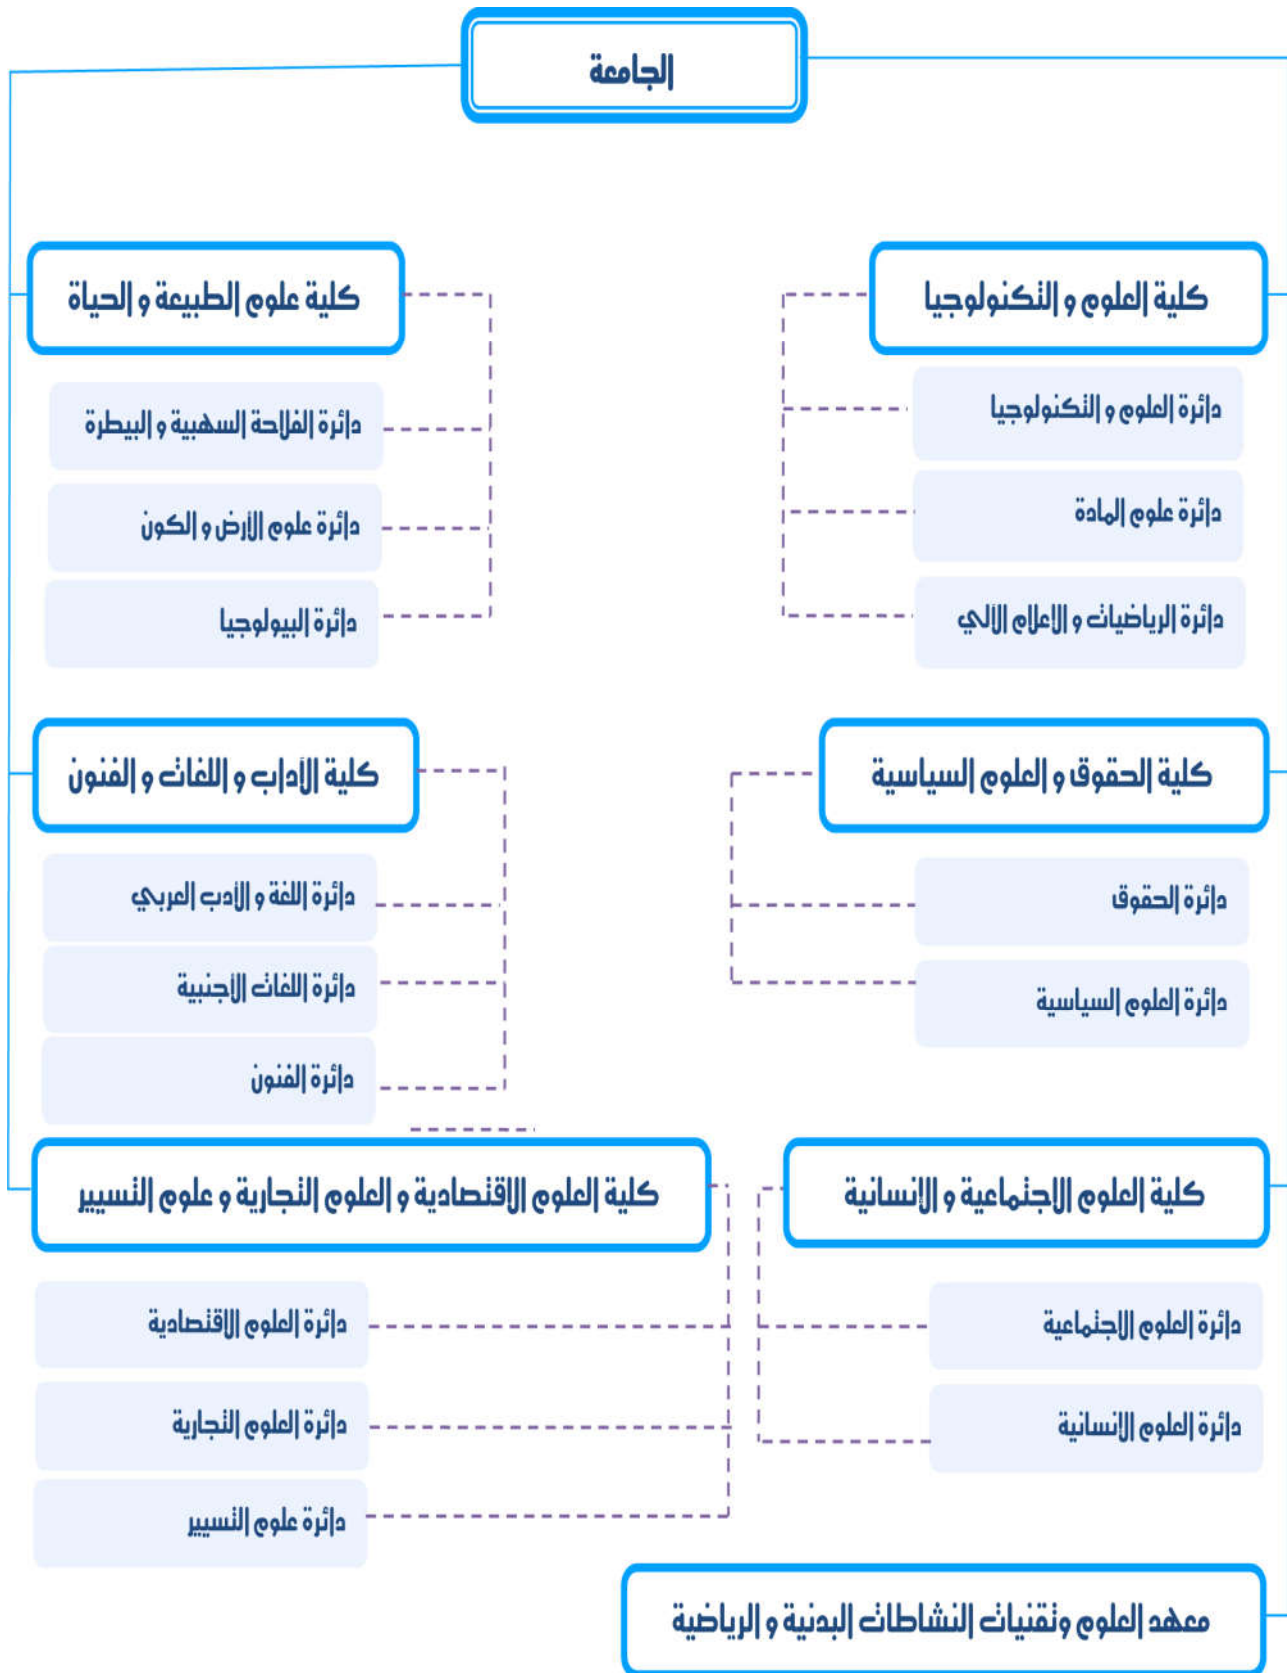 الجامعة
كلية العلوم و التكنولوجيا
دائرة العلوم و التكنولوجيا
دائرة علوم المادة
دائرة الرياضيات و الاعلام الآلي
كلية علوم الطبيعة و الحياة
دائرة الفلاحة السهبية و البيطرة
دائرة علوم الأرض و الكون
دائرة البيولوجيا
كلية الحقوق و العلوم السياسية
دائرة الحقوق
دائرة العلوم السياسية
كلية الأداب و اللغات و الفنون
دائرة اللغة و الأدب العربي
دائرة اللغات الأجنبية
دائرة الفنون
كلية العلوم الاجتماعية و الإنسانية
دائرة العلوم الاجتماعية
دائرة العلوم الانسانية
كلية العلوم الاقتصادية و العلوم التجارية و علوم التسيير
دائرة العلوم الاقتصادية
دائرة العلوم التجارية
دائرة علوم التسيير
معهد العلوم وتقنيات النشاطات البدنية و الرياضية